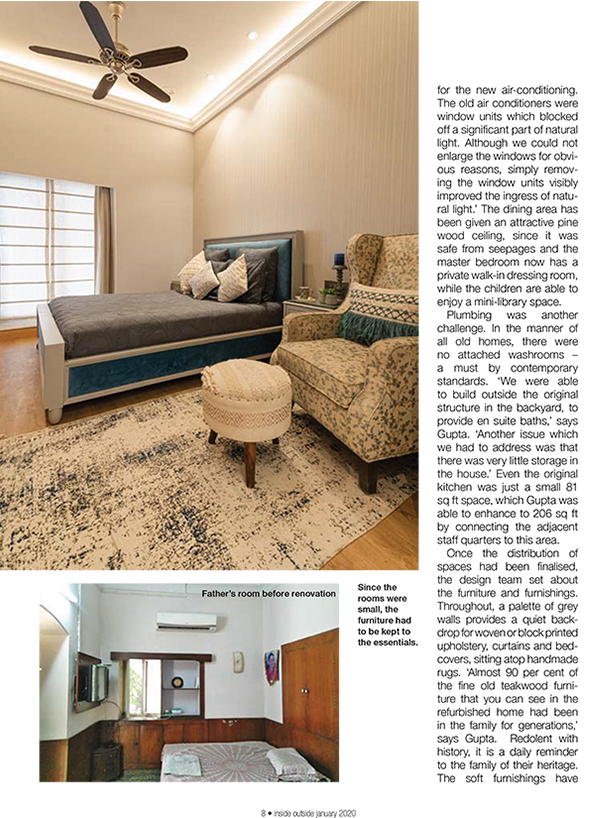 for the new air-conditioning.
The old air conditioners were
window units which blocked
off a significant part of natural
light. Although we could not
enlarge the windows for obvi-
ous reasons, simply remov-
ing the window units visibly
improved the ingress of natu-
ral light.’ The dining area has
been given an attractive pine
wood ceiling, since it was
safe from seepages and the
master bedroom now has a
private walk-in dressing room,
while the children are able to
enjoy a mini-library space.
Plumbing was another
challenge. In the manner of
all old homes, there were
no attached washrooms –
a must by contemporary
standards. ‘We were able
to build outside the original
structure in the backyard, to
provide en suite baths,’ says
Gupta. ‘Another issue which
we had to address was that
there was very little storage in
the house.’ Even the original
kitchen was just a small 81
sq ft space, which Gupta was
able to enhance to 206 sq ft
by connecting the adjacent
staff quarters to this area.
Once the distribution of
spaces had been finalised,
the design team set about
the furniture and furnishings.
Throughout, a palette of grey
walls provides a quiet back-
drop for woven or block printed
upholstery, curtains and bed-
covers, sitting atop handmade
rugs. ‘Almost 90 per cent of
the fine old teakwood furni-
ture that you can see in the
refurbished home had been
in the family for generations,’
says Gupta. Redolent with
history, it is a daily reminder
to the family of their heritage.
The soft furnishings have
Father's room before renovation
Since the
rooms were
small, the
furniture had
to be kept to
the essentials.
8 • inside outside january 2020